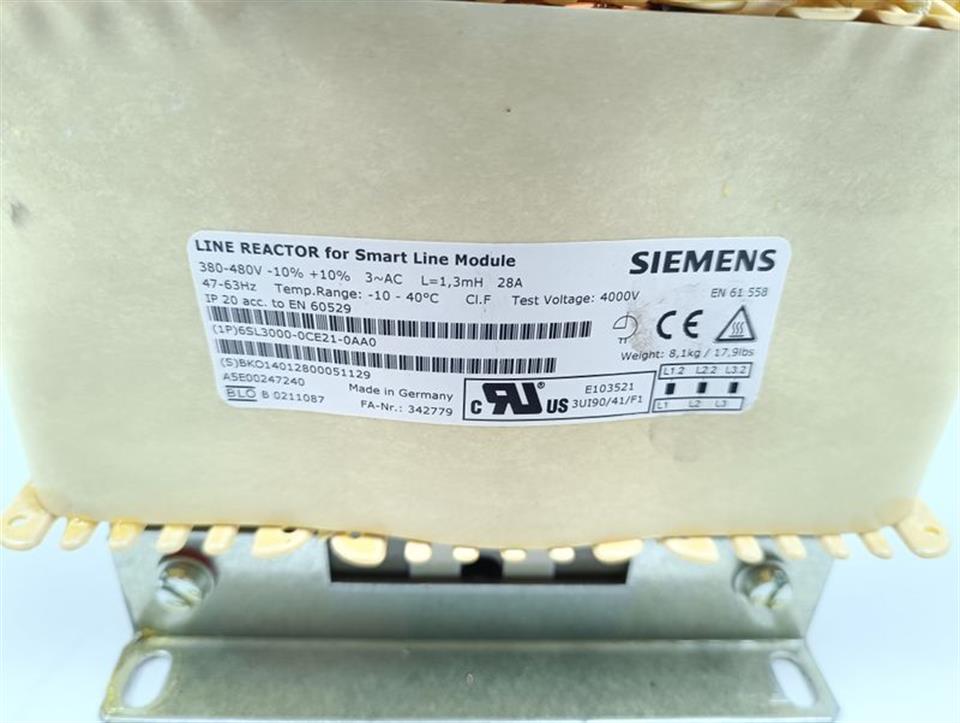 LINE REACTOR for Smart Line Module
SIEMENS
380-480V -10% +10% 3~AC L=1,3mH 28A
47-63Hz Temp.Range: -10 - 40°C Cl.F Test Voltage: 4000V
EN 61 558
IP 20 acc. to EN 60529
(1P)6SL3000-0CE21-0AA0
CE
Weight: 8,1kg / 17,9lbs
(S)BKO14012800051129
L1.2 L2.2 L3.2
A5E00247240
Made in Germany
BLO B 0211087
FA-Nr.: 342779
c RU ® US
E103521
3UI90/41/F1
L1 L2 L3